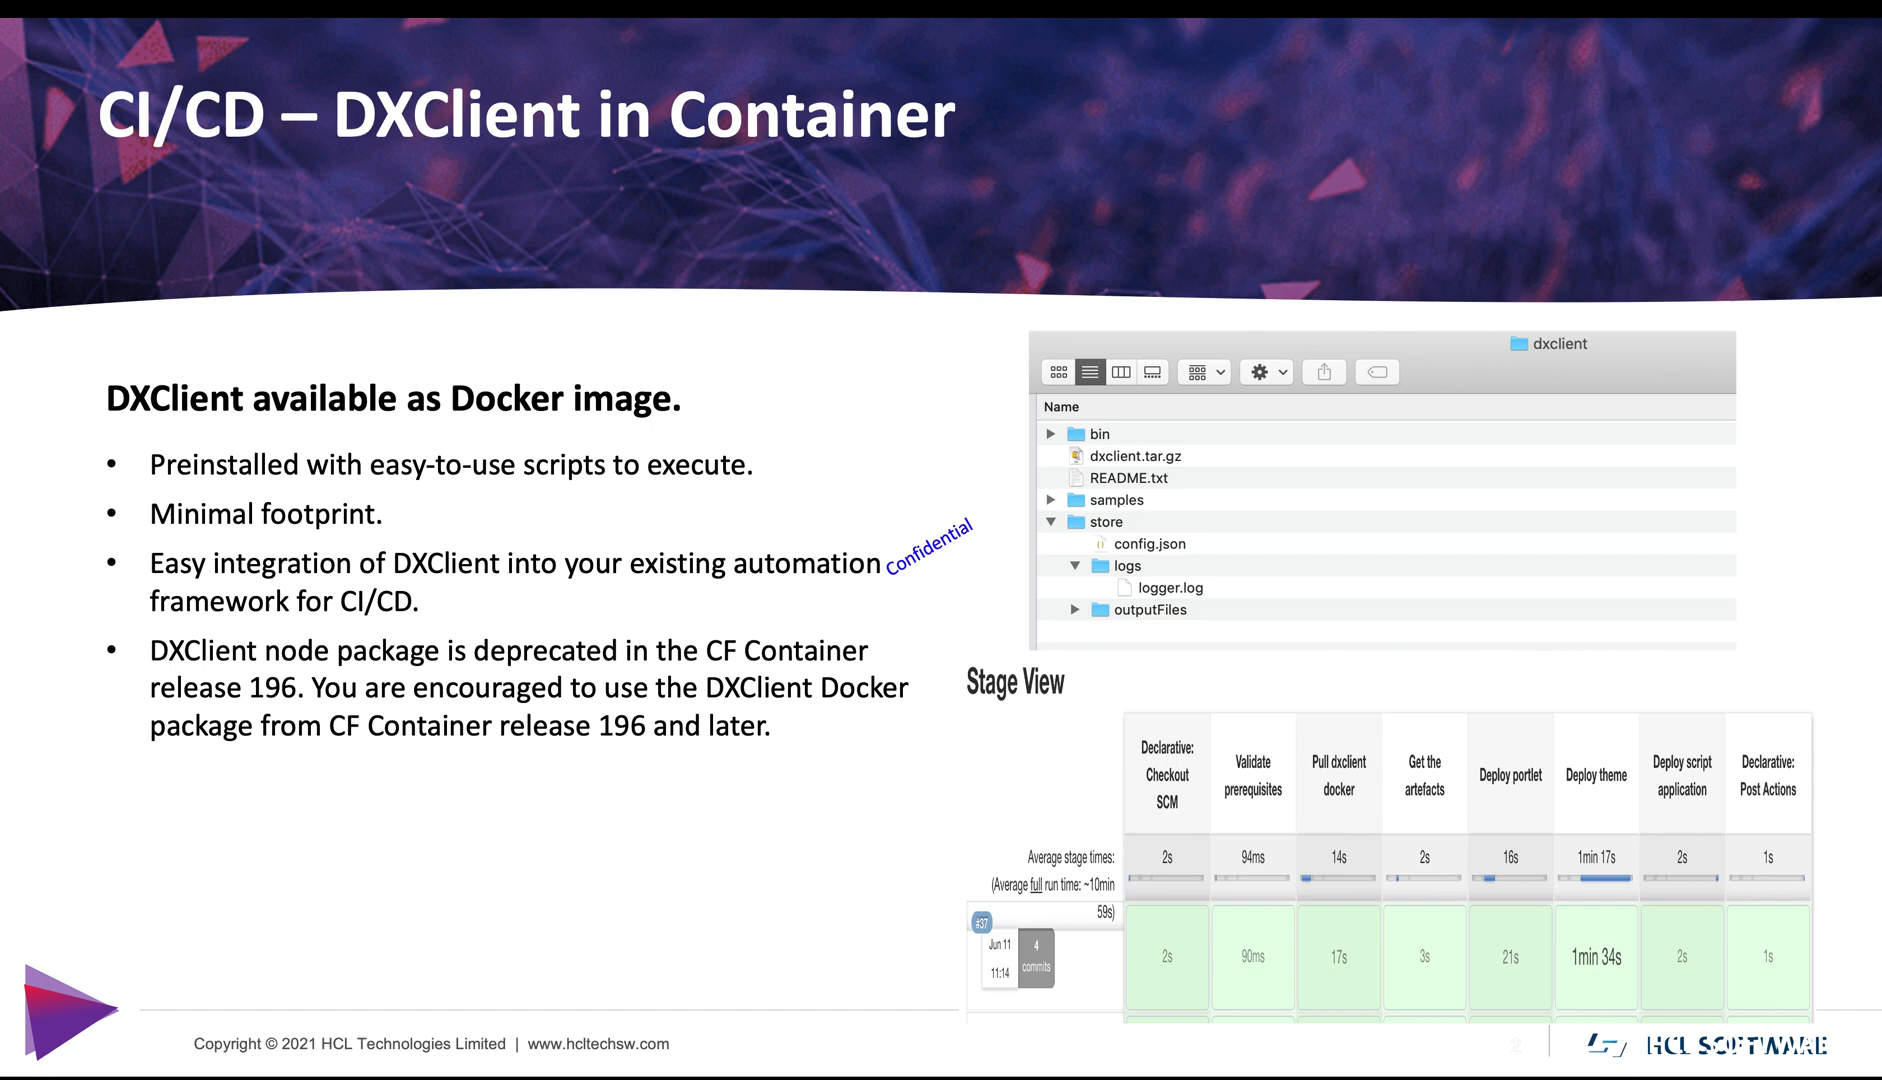 CI/CD – DXClient in Container
DXClient available as Docker image.
• Preinstalled with easy-to-use scripts to execute.
• Minimal footprint.
• Easy integration of DXClient into your existing automation
framework for CI/CD.
• DXClient node package is deprecated in the CF Container
release 196. You are encouraged to use the DXClient Docker
package from CF Container release 196 and later.
Confidential
dxclient
Name
bin
dxclient.tar.gz
README.txt
samples
store
config.json
logs
logger.log
outputFiles
Stage View
Declarative:
Checkout
SCM
Validate
prerequisites
Pull dxclient
docker
Get the
artefacts
Deploy portlet
Deploy theme
Deploy script
application
Declarative:
Post Actions
Average stage times:
(Average full run time: ~10min
59s)
2s 94ms 14s 2s 16s 1min 17s 2s 1s
#37
Jun 11
11:14
4
commits
2s 90ms 17s 3s 21s 1min 34s 2s 1s
Copyright © 2021 HCL Technologies Limited | www.hcltechsw.com
HCL SOFTWARE